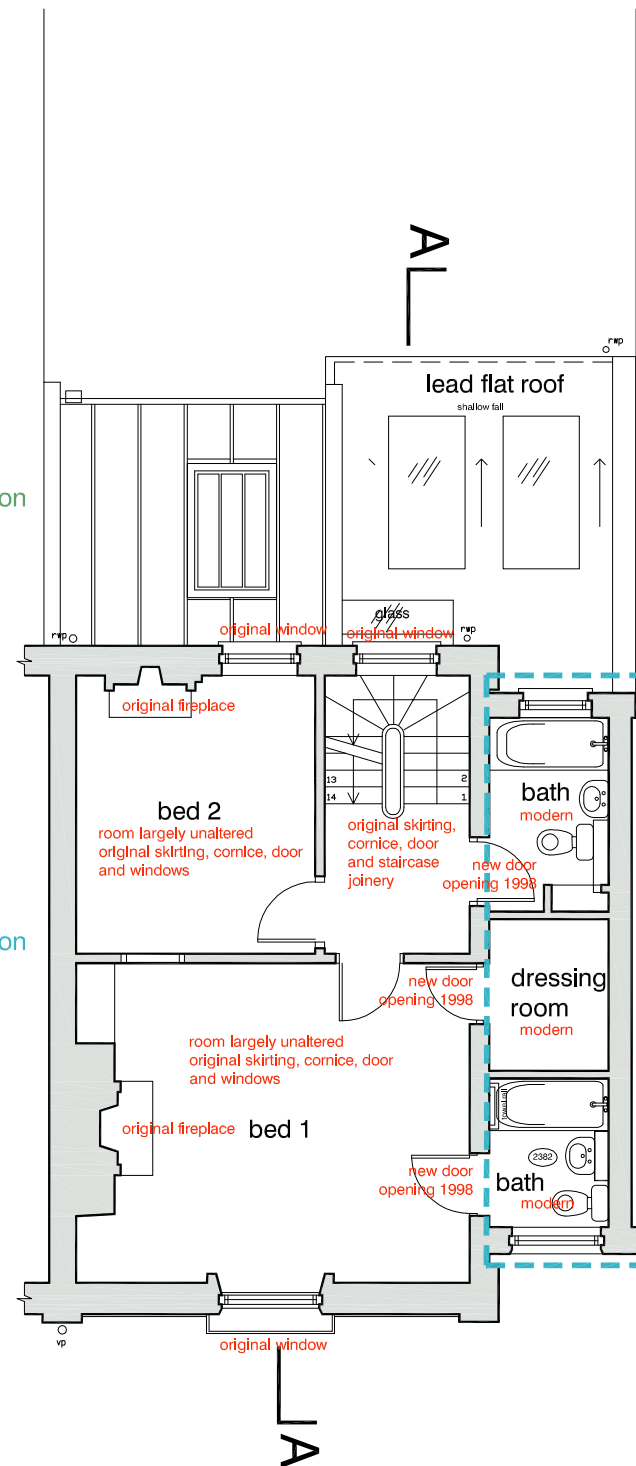 A
rwp
lead flat roof
shallow fall
on
glass
rwp
original window
original window
rwp
original fireplace
13
14
2
1
bed 2
room largely unaltered
original skirting, cornice, door
and windows
original skirting,
cornice, door
and staircase
joinery
bath
modern
new door
opening 1998
on
new door
opening 1998
dressing
room
modern
room largely unaltered
original skirting, cornice, door
and windows
original fireplace
bed 1
towel rail
2382
new door
opening 1998
bath
modern
original window
vp
A